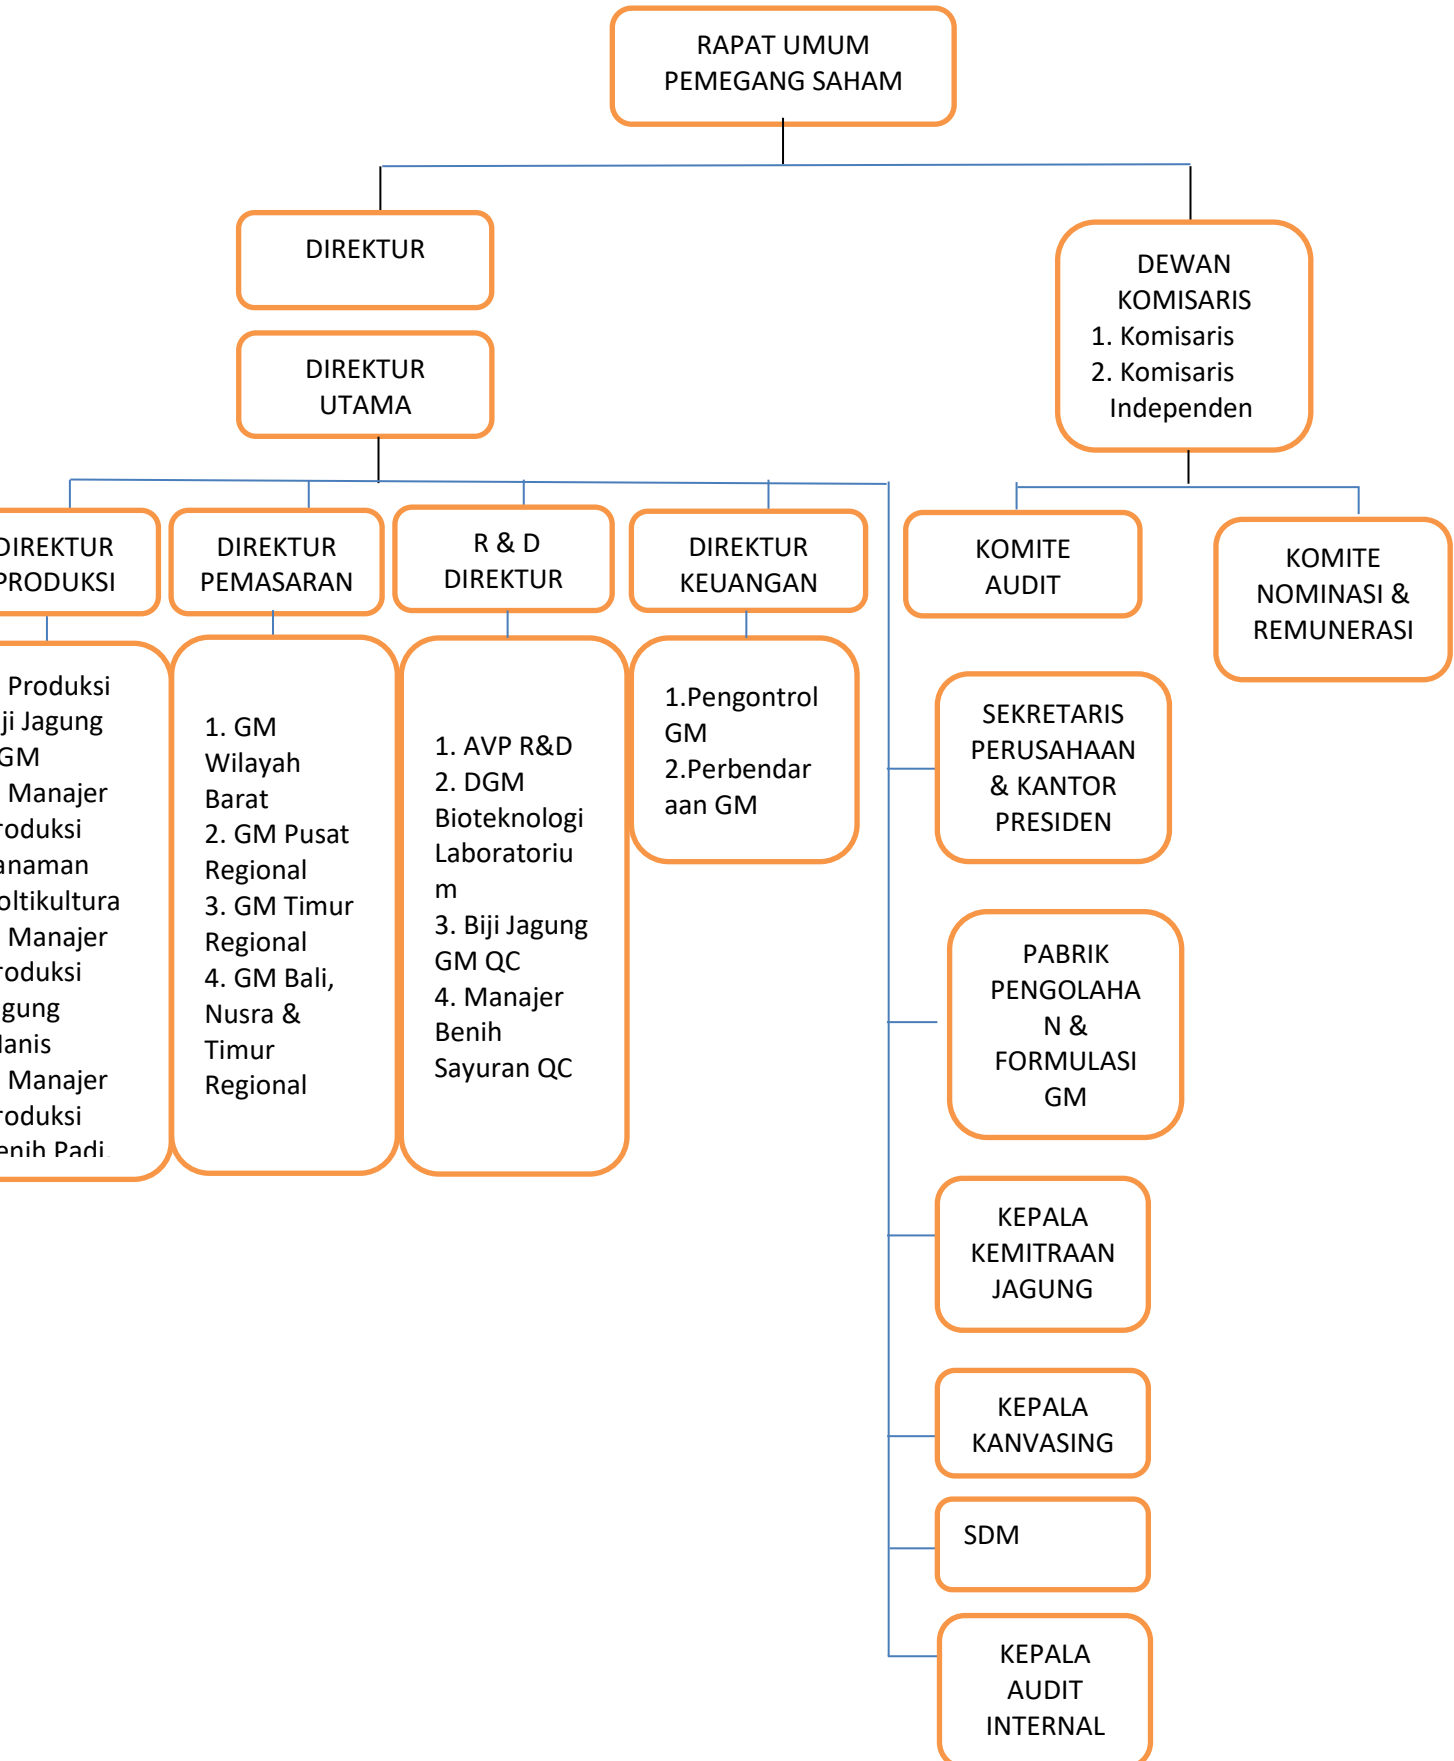 RAPAT UMUM
PEMEGANG SAHAM
DIREKTUR
DEWAN
KOMISARIS
1. Komisaris
2. Komisaris
Independen
DIREKTUR
UTAMA
DIREKTUR
PRODUKSI
DIREKTUR
PEMASARAN
R & D
DIREKTUR
DIREKTUR
KEUANGAN
KOMITE
AUDIT
KOMITE
NOMINASI &
REMUNERASI
Produksi
Jagung
GM
Manajer
Manajer
Manajer
Padi
1. GM
Wilayah
Barat
2. GM Pusat
Regional
3. GM Timur
Regional
4. GM Bali,
Nusra &
Timur
Regional
1. AVP R&D
2. DGM
Bioteknologi
Laboratoriu
m
3. Biji Jagung
GM QC
4. Manajer
Benih
Sayuran QC
1.Pengontrol
GM
2.Perbendar
aan GM
SEKRETARIS
PERUSAHAAN
& KANTOR
PRESIDEN
PABRIK
PENGOLAHA
N &
FORMULASI
GM
KEPALA
KEMITRAAN
JAGUNG
KEPALA
KANVASING
SDM
KEPALA
AUDIT
INTERNAL